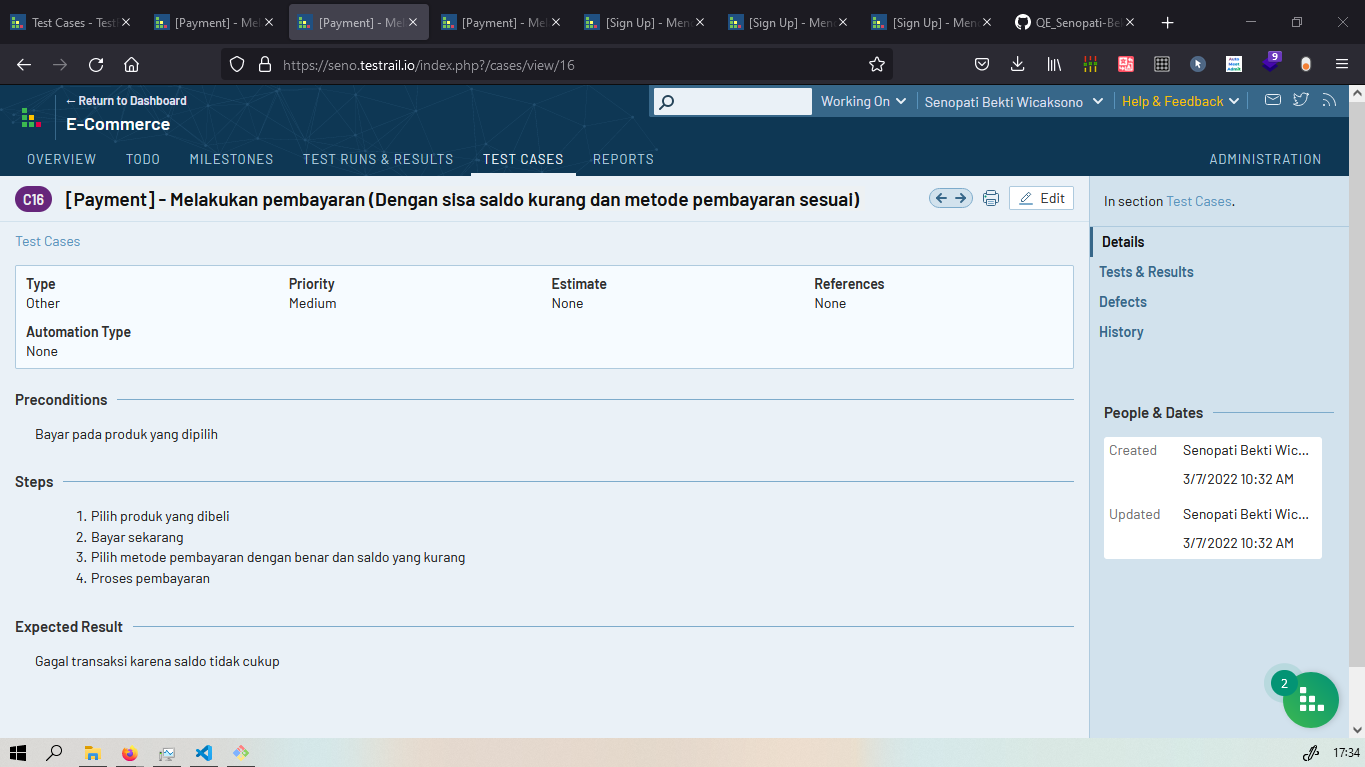 Test Cases - TestR
[Payment] - Mel
[Payment] - Mel
[Payment] - Mel
[Sign Up] - Menc
[Sign Up] - Menc
[Sign Up] - Menc
QE_Senopati-Bek
https://seno.testrail.io/index.php?/cases/view/16
9
← Return to Dashboard
E-Commerce
Working On
Senopati Bekti Wicaksono
Help & Feedback
OVERVIEW
TODO
MILESTONES
TEST RUNS & RESULTS
TEST CASES
REPORTS
ADMINISTRATION
C16
[Payment] - Melakukan pembayaran (Dengan sisa saldo kurang dan metode pembayaran sesuai)
Edit
Test Cases
Type
Other
Priority
Medium
Estimate
None
References
None
Automation Type
None
Preconditions
Bayar pada produk yang dipilih
Steps
1. Pilih produk yang dibeli
2. Bayar sekarang
3. Pilih metode pembayaran dengan benar dan saldo yang kurang
4. Proses pembayaran
Expected Result
Gagal transaksi karena saldo tidak cukup
In section Test Cases.
Details
Tests & Results
Defects
History
People & Dates
Created
Senopati Bekti Wic...
3/7/2022 10:32 AM
Updated
Senopati Bekti Wic...
3/7/2022 10:32 AM
2
17:34